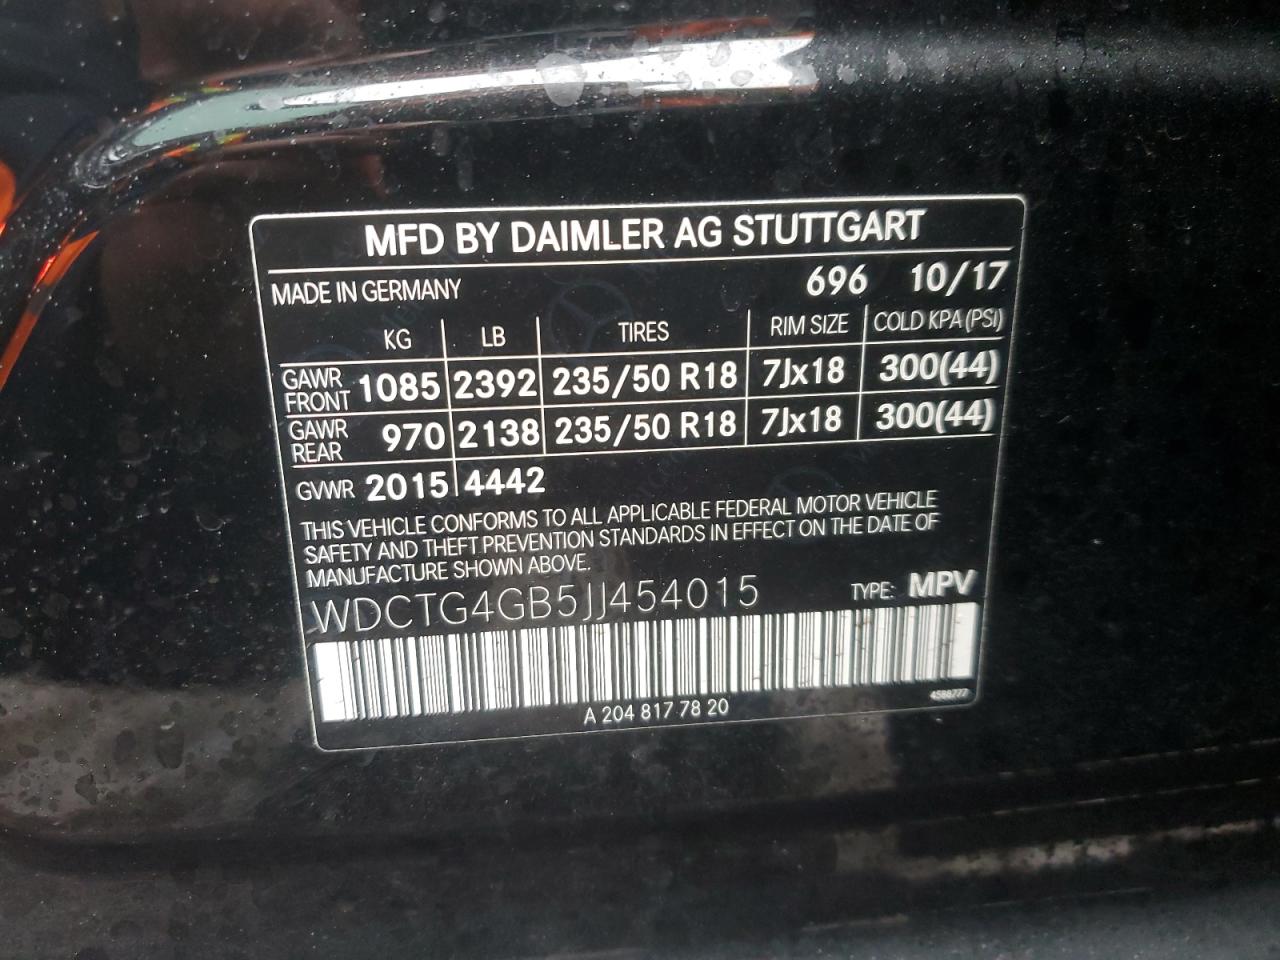 MFD BY DAIMLER AG STUTTGART
MADE IN GERMANY 696 10/17
KG LB TIRES RIM SIZE COLD KPA (PSI)
GAWR FRONT 1085 2392 235/50 R18 7Jx18 300(44)
GAWR REAR 970 2138 235/50 R18 7Jx18 300(44)
GVWR 2015 4442
THIS VEHICLE CONFORMS TO ALL APPLICABLE FEDERAL MOTOR VEHICLE
SAFETY AND THEFT PREVENTION STANDARDS IN EFFECT ON THE DATE OF
MANUFACTURE SHOWN ABOVE.
WDCTG4GB5JJ454015 TYPE: MPV
A 204 817 78 20 4588777